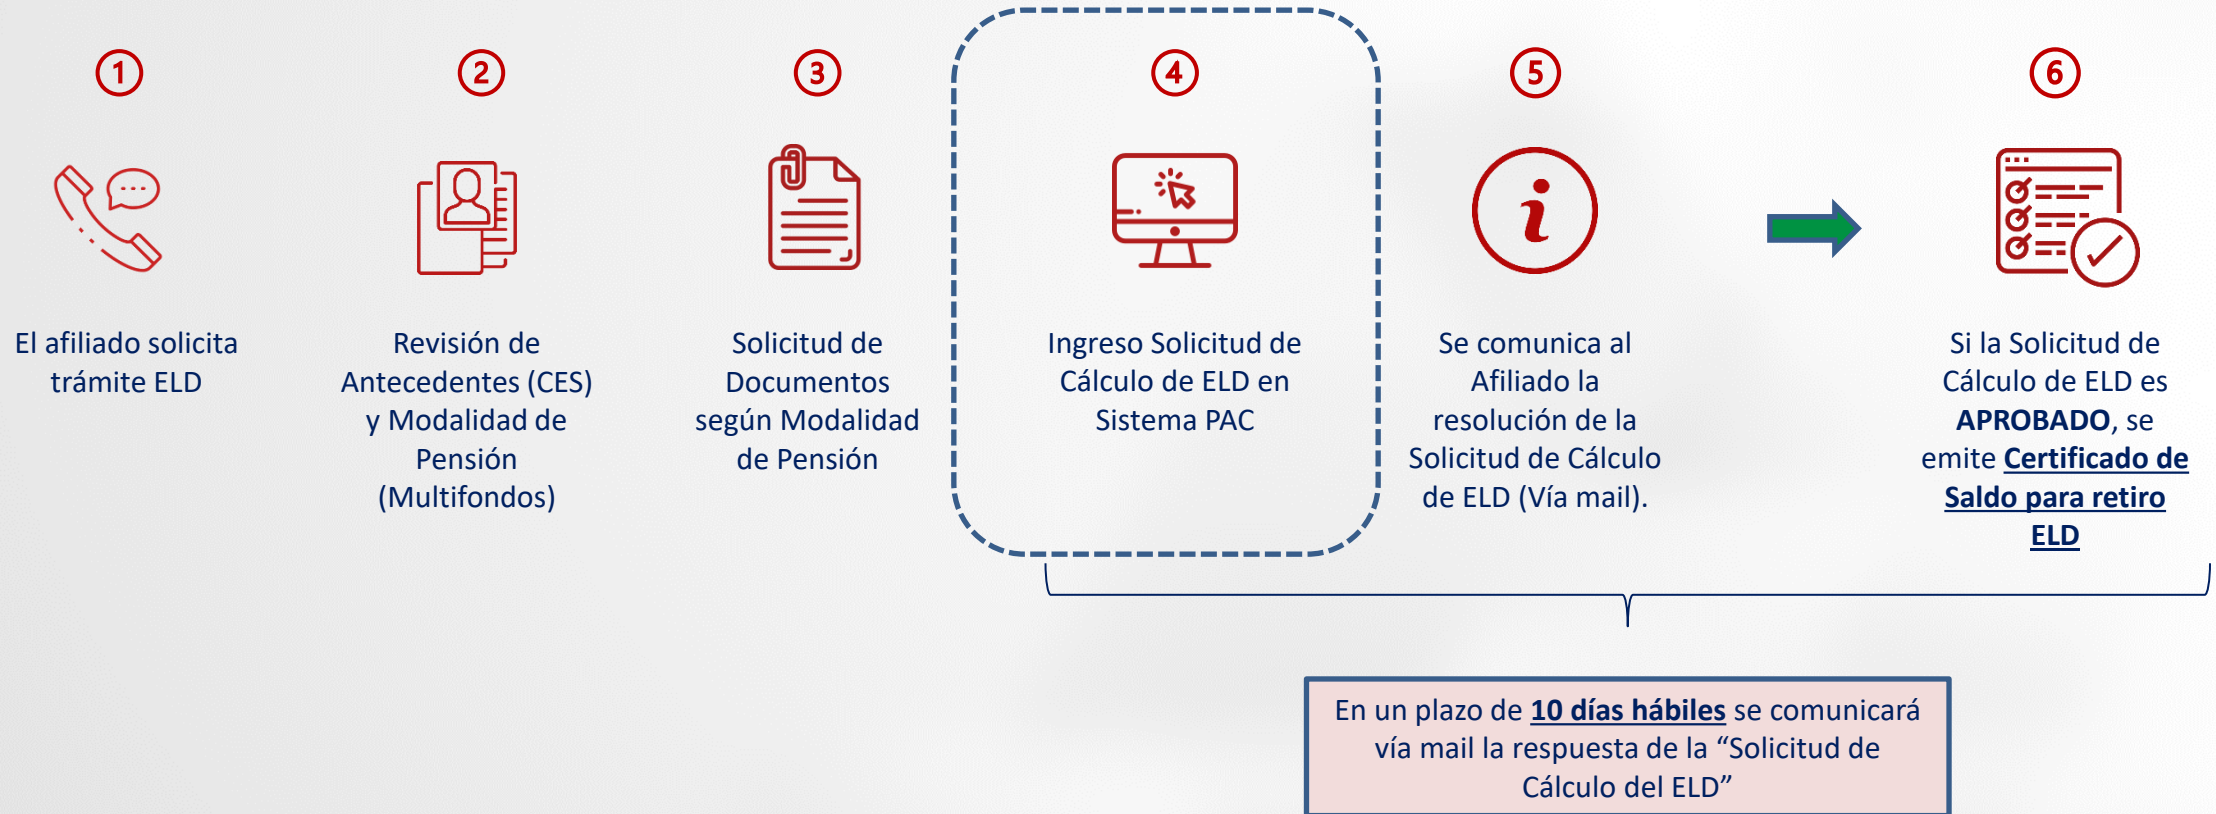 1
El afiliado solicita
trámite ELD
2
Revisión de
Antecedentes (CES)
y Modalidad de
Pensión
(Multifondos)
3
Solicitud de
Documentos
según Modalidad
de Pensión
4
Ingreso Solicitud de
Cálculo de ELD en
Sistema PAC
5
i
Se comunica al
Afiliado la
resolución de la
Solicitud de Cálculo
de ELD (Vía mail).
6
Si la Solicitud de
Cálculo de ELD es
APROBADO, se
emite Certificado de
Saldo para retiro
ELD
En un plazo de 10 días hábiles se comunicará
vía mail la respuesta de la “Solicitud de
Cálculo del ELD”